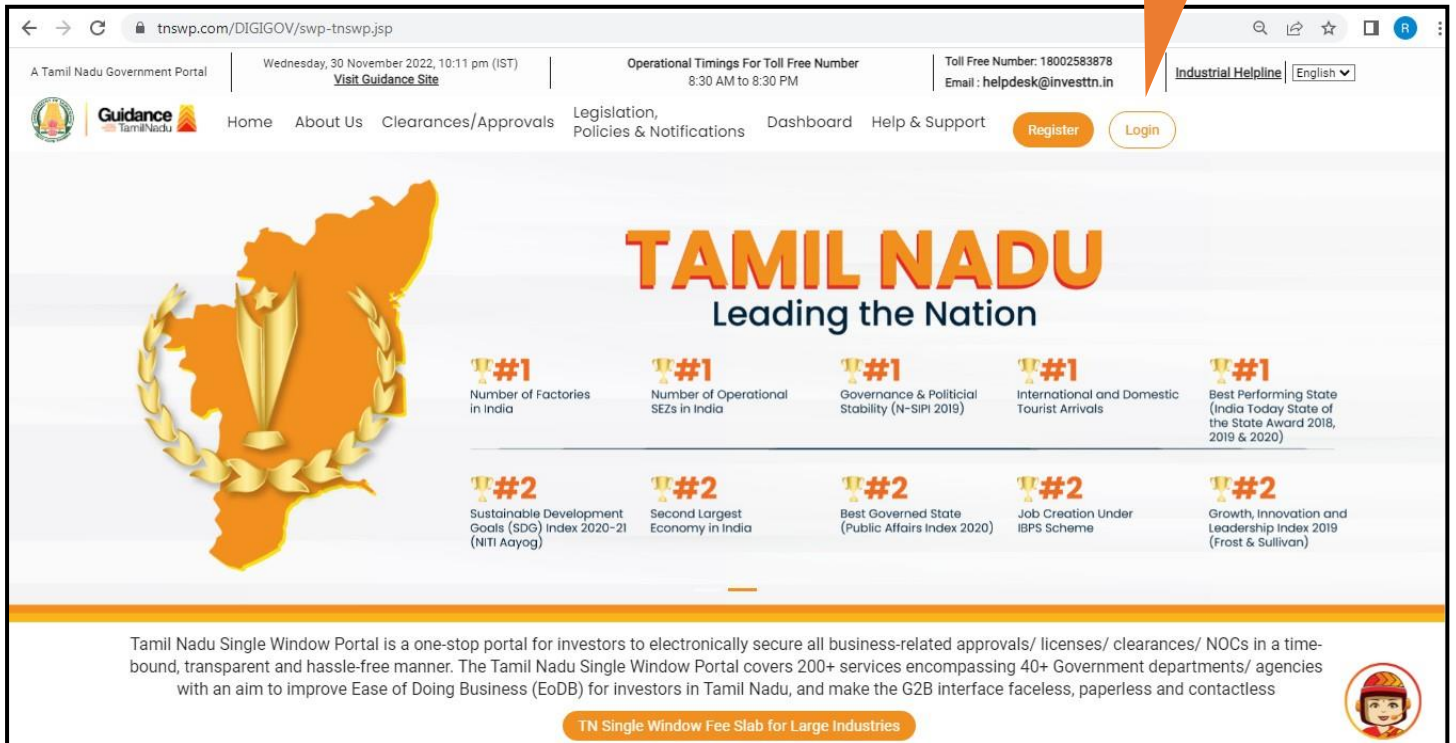 tnswp.com/DIGIGOV/swp-tnswp.jsp
R
A Tamil Nadu Government Portal
Wednesday, 30 November 2022, 10:11 pm (IST)
Visit Guidance Site
Operational Timings For Toll Free Number
8:30 AM to 8:30 PM
Toll Free Number: 18002583878
Email : helpdesk@investtn.in
Industrial Helpline
English
Guidance
TamilNadu
Home
About Us
Clearances/Approvals
Legislation,
Policies & Notifications
Dashboard
Help & Support
Register
Login
TAMIL NADU
Leading the Nation
#1
Number of Factories
in India
#1
Number of Operational
SEZs in India
#1
Governance & Politicial
Stability (N-SIPI 2019)
#1
International and Domestic
Tourist Arrivals
#1
Best Performing State
(India Today State of
the State Award 2018,
2019 & 2020)
#2
Sustainable Development
Goals (SDG) Index 2020-21
(NITI Aayog)
#2
Second Largest
Economy in India
#2
Best Governed State
(Public Affairs Index 2020)
#2
Job Creation Under
IBPS Scheme
#2
Growth, Innovation and
Leadership Index 2019
(Frost & Sullivan)
Tamil Nadu Single Window Portal is a one-stop portal for investors to electronically secure all business-related approvals/ licenses/ clearances/ NOCs in a time-
bound, transparent and hassle-free manner. The Tamil Nadu Single Window Portal covers 200+ services encompassing 40+ Government departments/ agencies
with an aim to improve Ease of Doing Business (EoDB) for investors in Tamil Nadu, and make the G2B interface faceless, paperless and contactless
TN Single Window Fee Slab for Large Industries